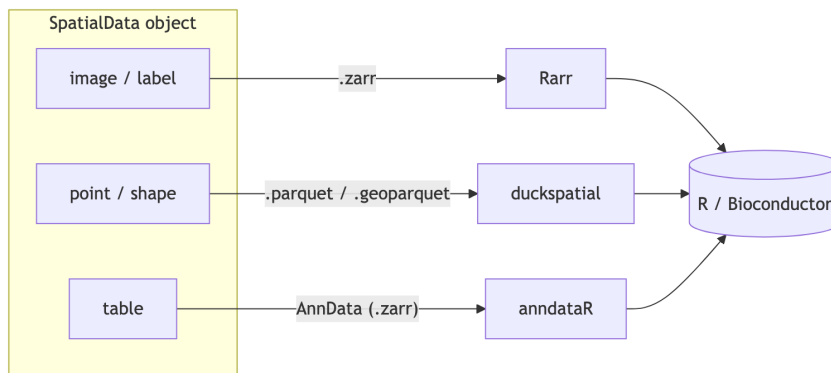 SpatialData object
image / label
.zarr
Rarr
point / shape
.parquet / .geoparquet
duckspatial
R / Bioconductor
table
AnnData (.zarr)
anndataR